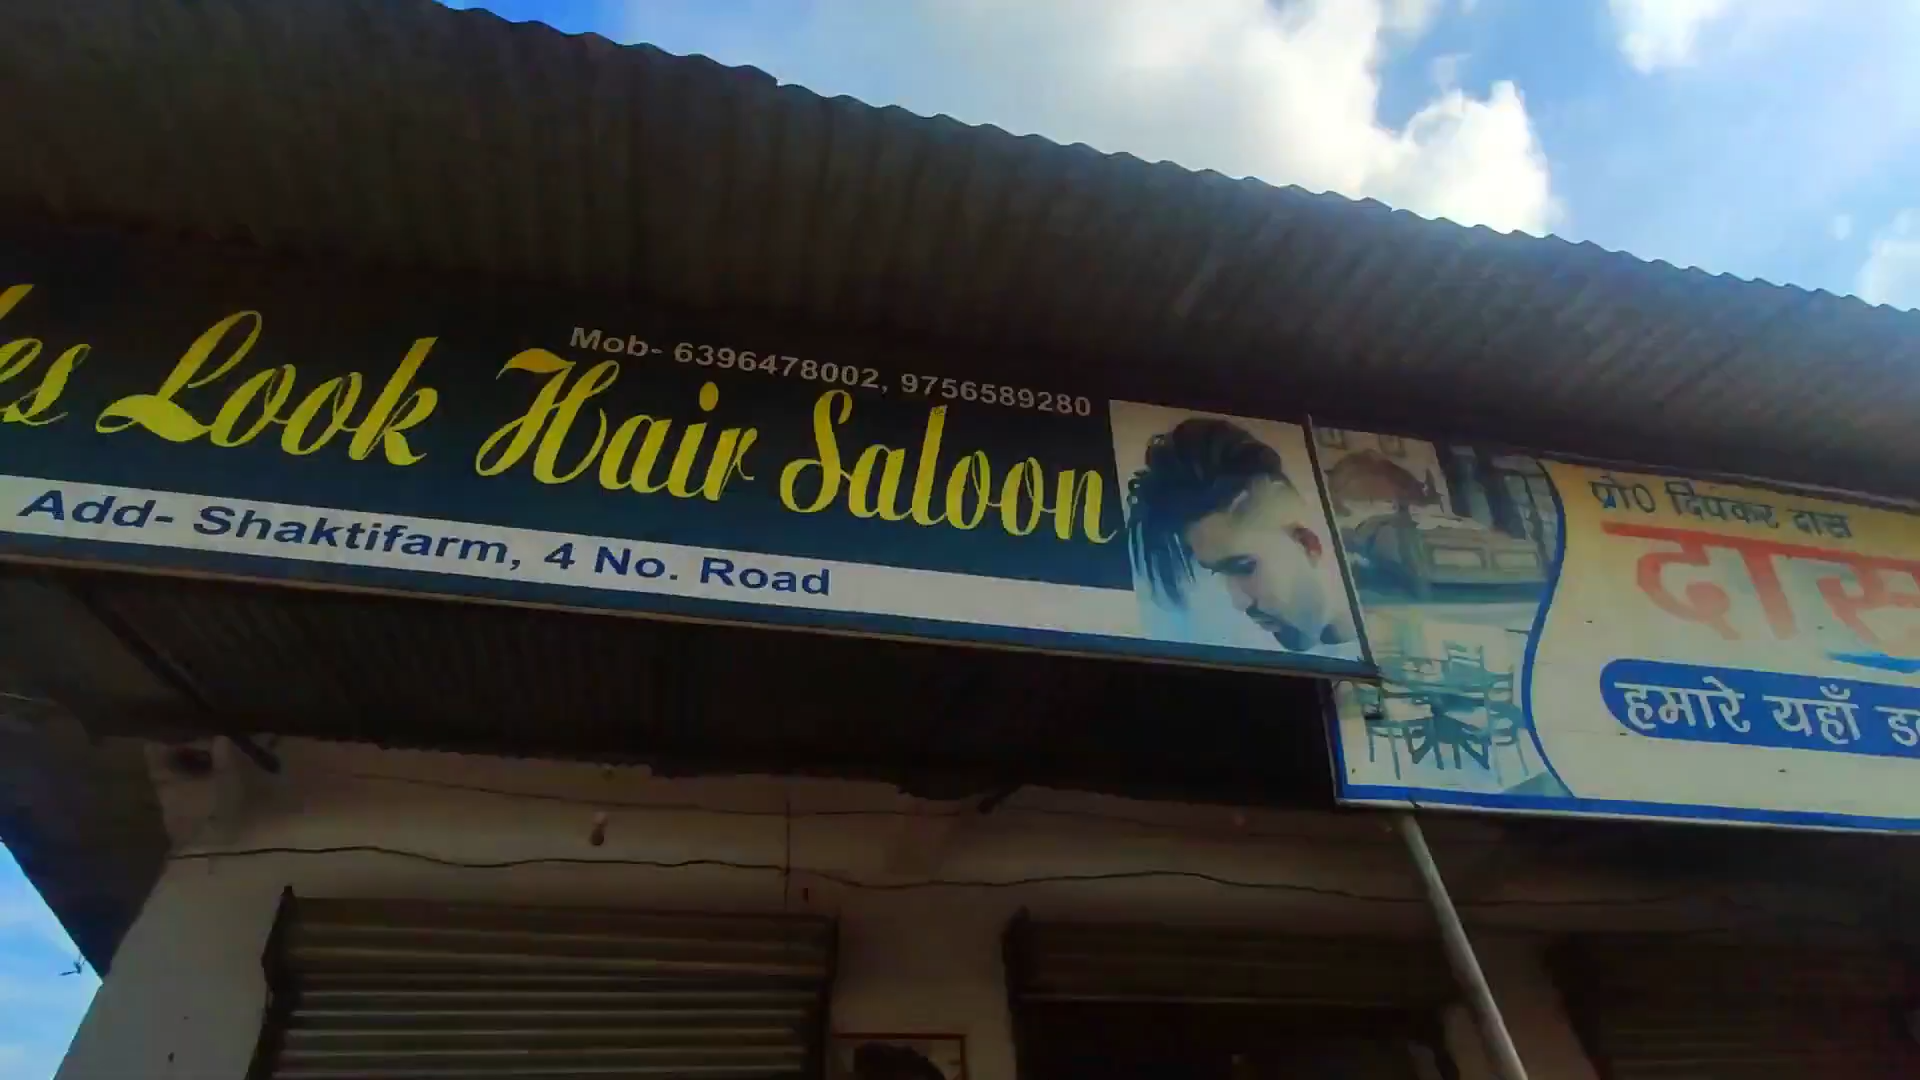 Mob- 6396478002, 9756589280
Look Hair Saloon
Add- Shaktifarm, 4 No. Road
प्रो० दिपंकर दास
दास
हमारे यहाँ